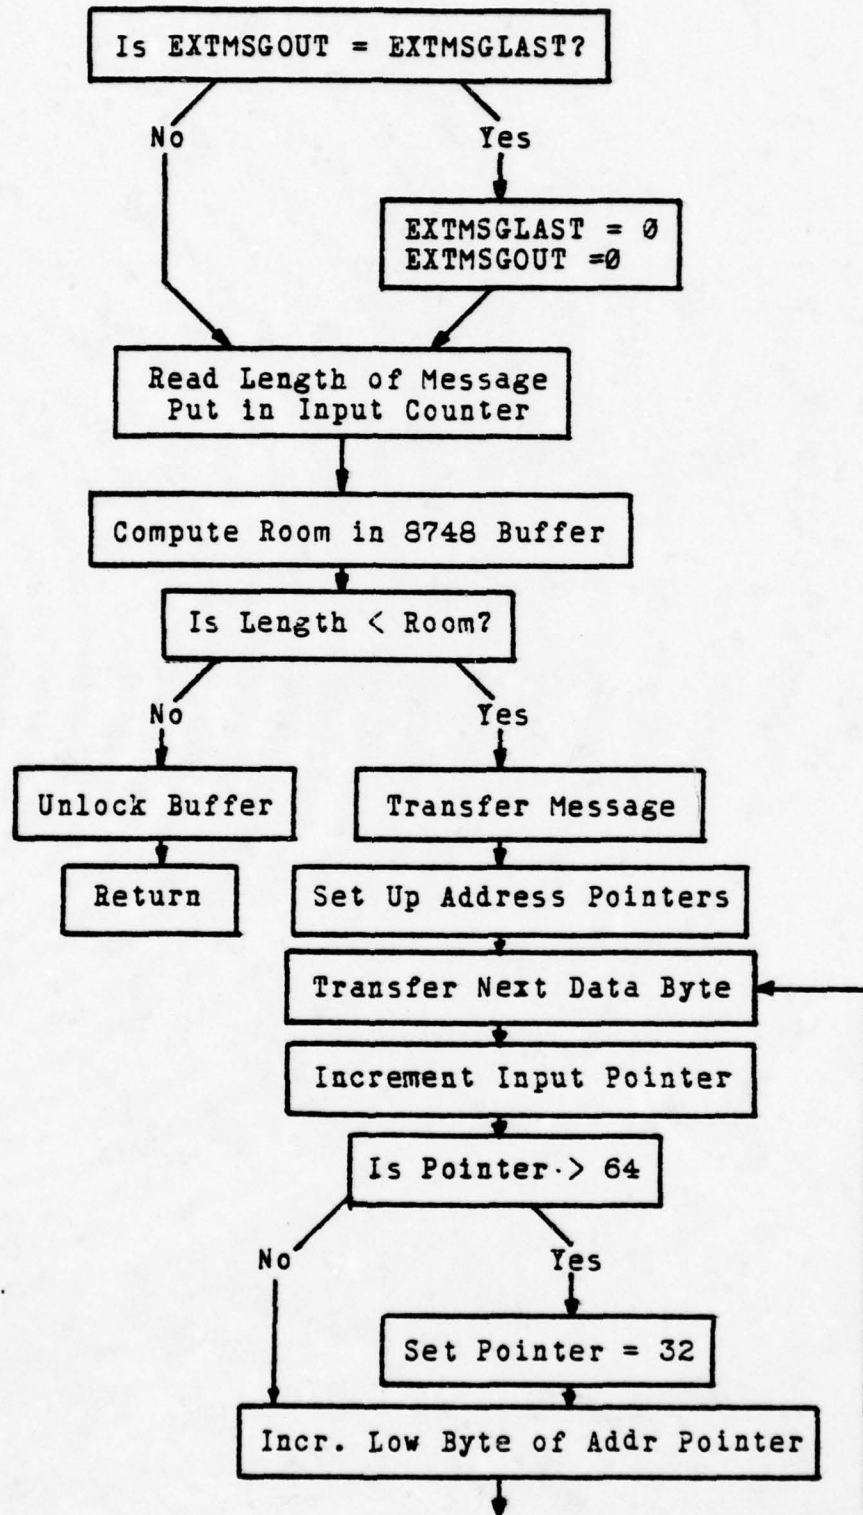 Is EXTMSGOUT = EXTMSGLAST?
No
Yes
EXTMSGLAST = 0
EXTMSGOUT =0
Read Length of Message
Put in Input Counter
Compute Room in 8748 Buffer
Is Length < Room?
No
Yes
Unlock Buffer
Transfer Message
Return
Set Up Address Pointers
Transfer Next Data Byte
Increment Input Pointer
Is Pointer > 64
No
Yes
Set Pointer = 32
Incr. Low Byte of Addr Pointer